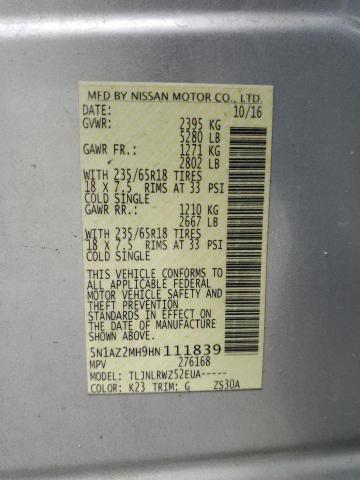 MFD BY NISSAN MOTOR CO., LTD.
DATE: 10/16
GVWR: 2395 KG
5280 LB
GAWR FR.: 1271 KG
2802 LB
WITH 235/65R18 TIRES
18 X 7.5 RIMS AT 33 PSI
COLD SINGLE
GAWR RR.: 1210 KG
2667 LB
WITH 235/65R18 TIRES
18 X 7.5 RIMS AT 33 PSI
COLD SINGLE
THIS VEHICLE CONFORMS TO
ALL APPLICABLE FEDERAL
MOTOR VEHICLE SAFETY AND
THEFT PREVENTION
STANDARDS IN EFFECT ON
THE DATE OF MANUFACTURE
SHOWN ABOVE.
5N1AZ2MH9HN111839
MPV 276168
MODEL: TLJNLRWZ52EUA-----
COLOR: K23 TRIM: G ZS30A